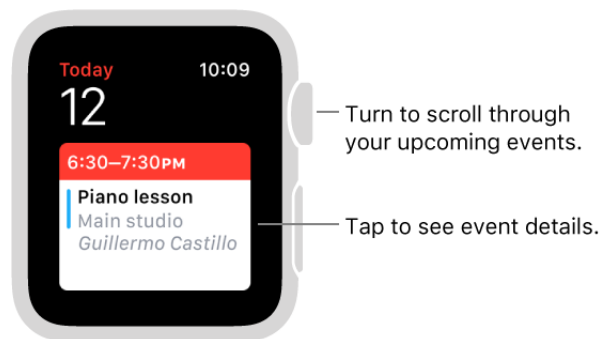 Today 10:09
12
6:30–7:30PM
Piano lesson
Main studio
Guillermo Castillo
Turn to scroll through
your upcoming events.
Tap to see event details.